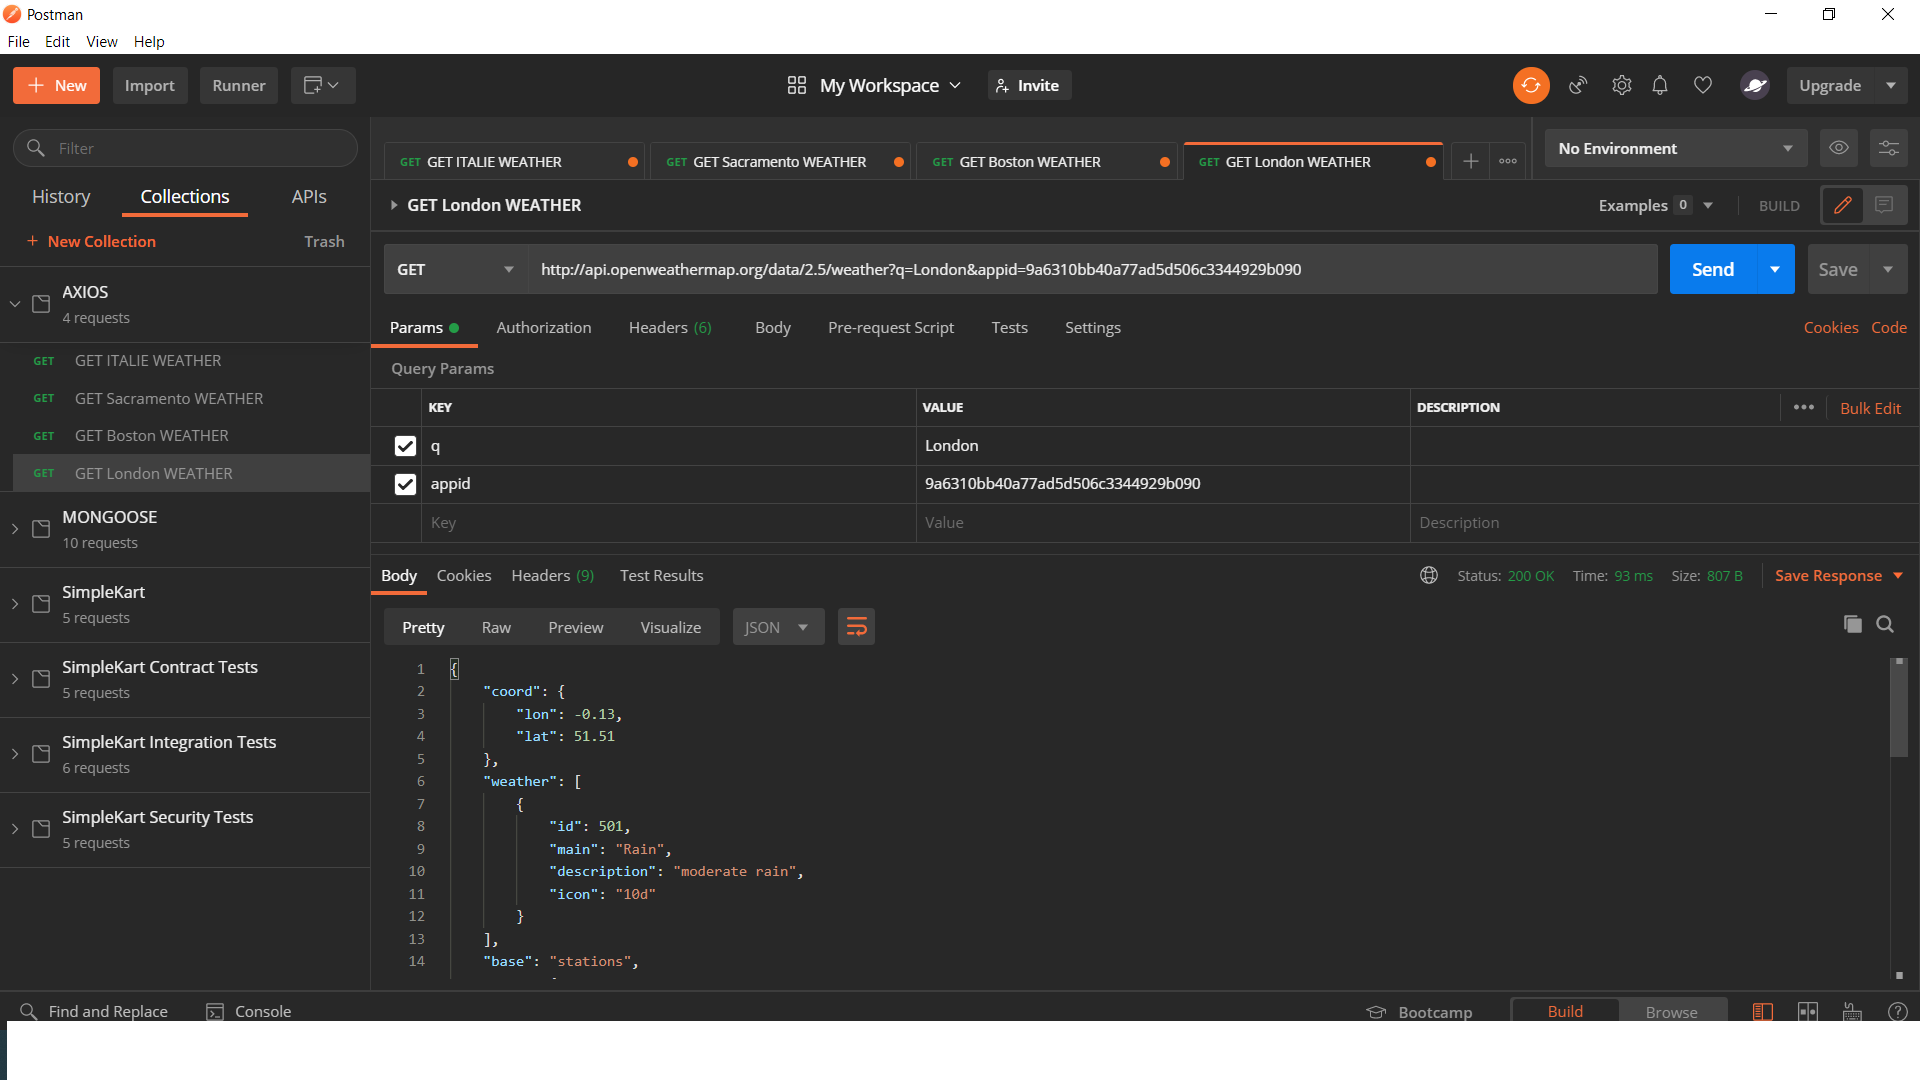 Postman
File Edit View Help
+ New Import Runner
My Workspace Invite
Upgrade
Filter
History Collections APIs
+ New Collection Trash
AXIOS
4 requests
GET GET ITALIE WEATHER
GET GET Sacramento WEATHER
GET GET Boston WEATHER
GET GET London WEATHER
MONGOOSE
10 requests
SimpleKart
5 requests
SimpleKart Contract Tests
5 requests
SimpleKart Integration Tests
6 requests
SimpleKart Security Tests
5 requests
GET GET ITALIE WEATHER GET GET Sacramento WEATHER GET GET Boston WEATHER GET GET London WEATHER
No Environment
GET London WEATHER
Examples 0 BUILD
GET http://api.openweathermap.org/data/2.5/weather?q=London&appid=9a6310bb40a77ad5d506c3344929b090
Send Save
Params Authorization Headers (6) Body Pre-request Script Tests Settings Cookies Code
Query Params
KEY VALUE DESCRIPTION Bulk Edit
q London
appid 9a6310bb40a77ad5d506c3344929b090
Key Value Description
Body Cookies Headers (9) Test Results Status: 200 OK Time: 93 ms Size: 807 B Save Response
Pretty Raw Preview Visualize JSON
1 {
2 "coord": {
3 "lon": -0.13,
4 "lat": 51.51
5 },
6 "weather": [
7 {
8 "id": 501,
9 "main": "Rain",
10 "description": "moderate rain",
11 "icon": "10d"
12 }
13 ],
14 "base": "stations",
Find and Replace Console Bootcamp Build Browse